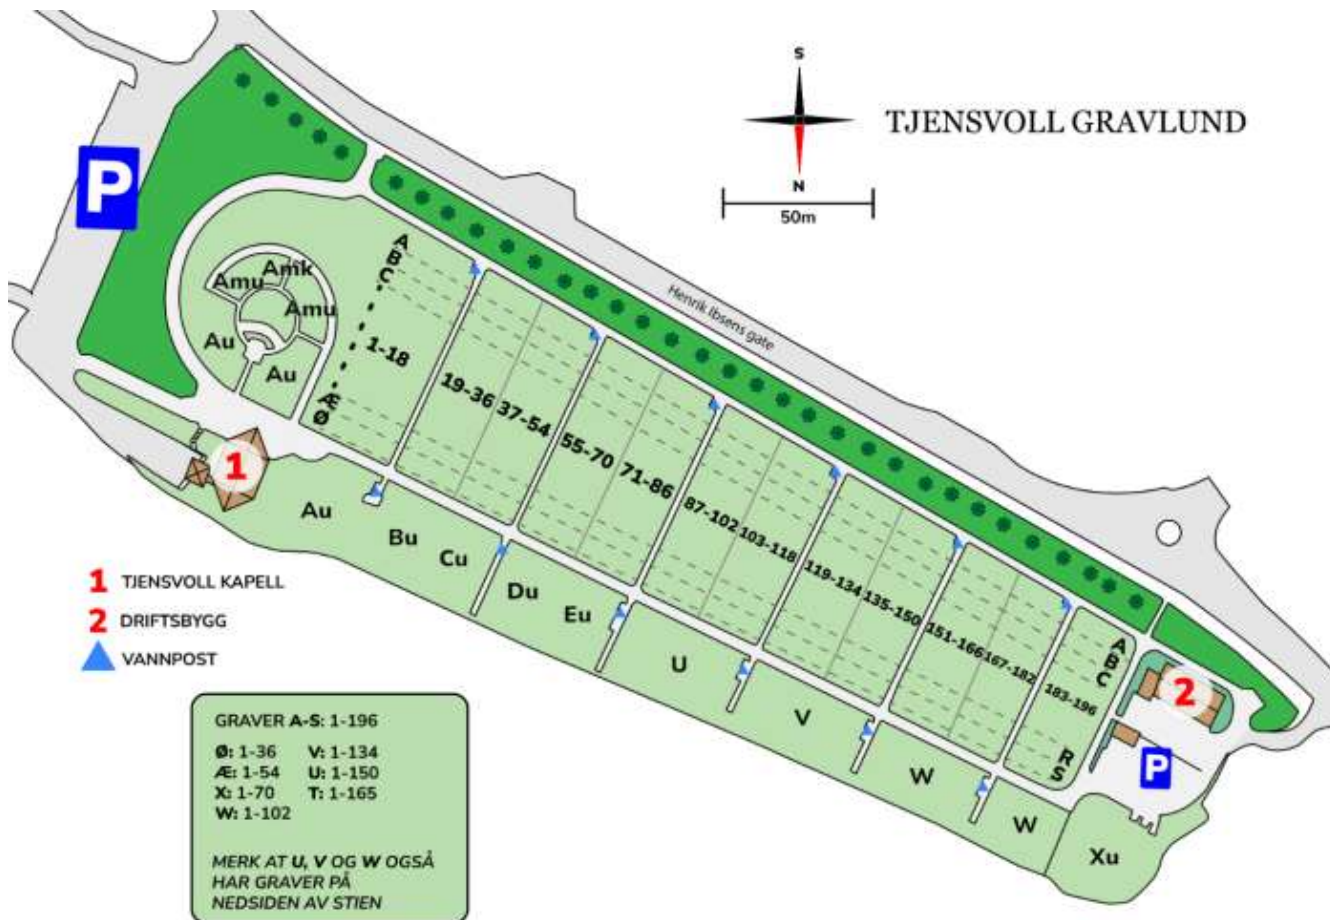 S
TJENSVOLL GRAVLUND
N
50m
P
Henrik Ibsens gate
A
B
C
Amk
Amu
Amu
Au
Au
1-18
Æ
Ø
19-36
37-54
55-70
71-86
87-102
103-118
119-134
135-150
151-166
167-182
183-196
A
B
C
R
S
1
2
P
Au
Bu
Cu
Du
Eu
U
V
W
W
Xu
1 TJENSVOLL KAPELL
2 DRIFTSBYGG
VANNPOST
GRAVER A-S: 1-196
Ø: 1-36 V: 1-134
Æ: 1-54 U: 1-150
X: 1-70 T: 1-165
W: 1-102
MERK AT U, V OG W OGSÅ
HAR GRAVER PÅ
NEDSIDEN AV STIEN